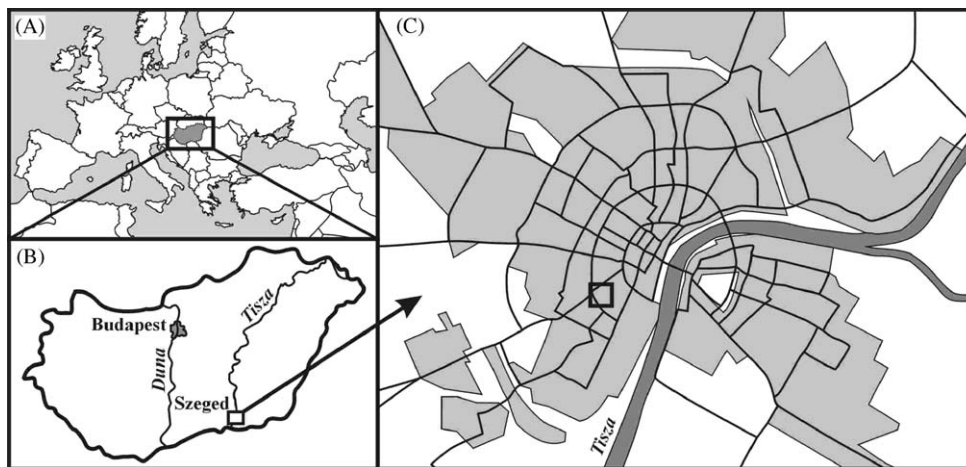 (A)
(B)
Budapest
Duna
Tisza
Szeged
(C)
Tisza